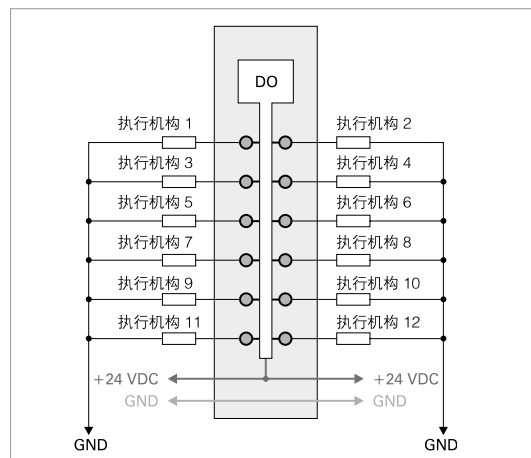 DO
执行机构 1
执行机构 2
执行机构 3
执行机构 4
执行机构 5
执行机构 6
执行机构 7
执行机构 8
执行机构 9
执行机构 10
执行机构 11
执行机构 12
+24 VDC
+24 VDC
GND
GND
GND
GND